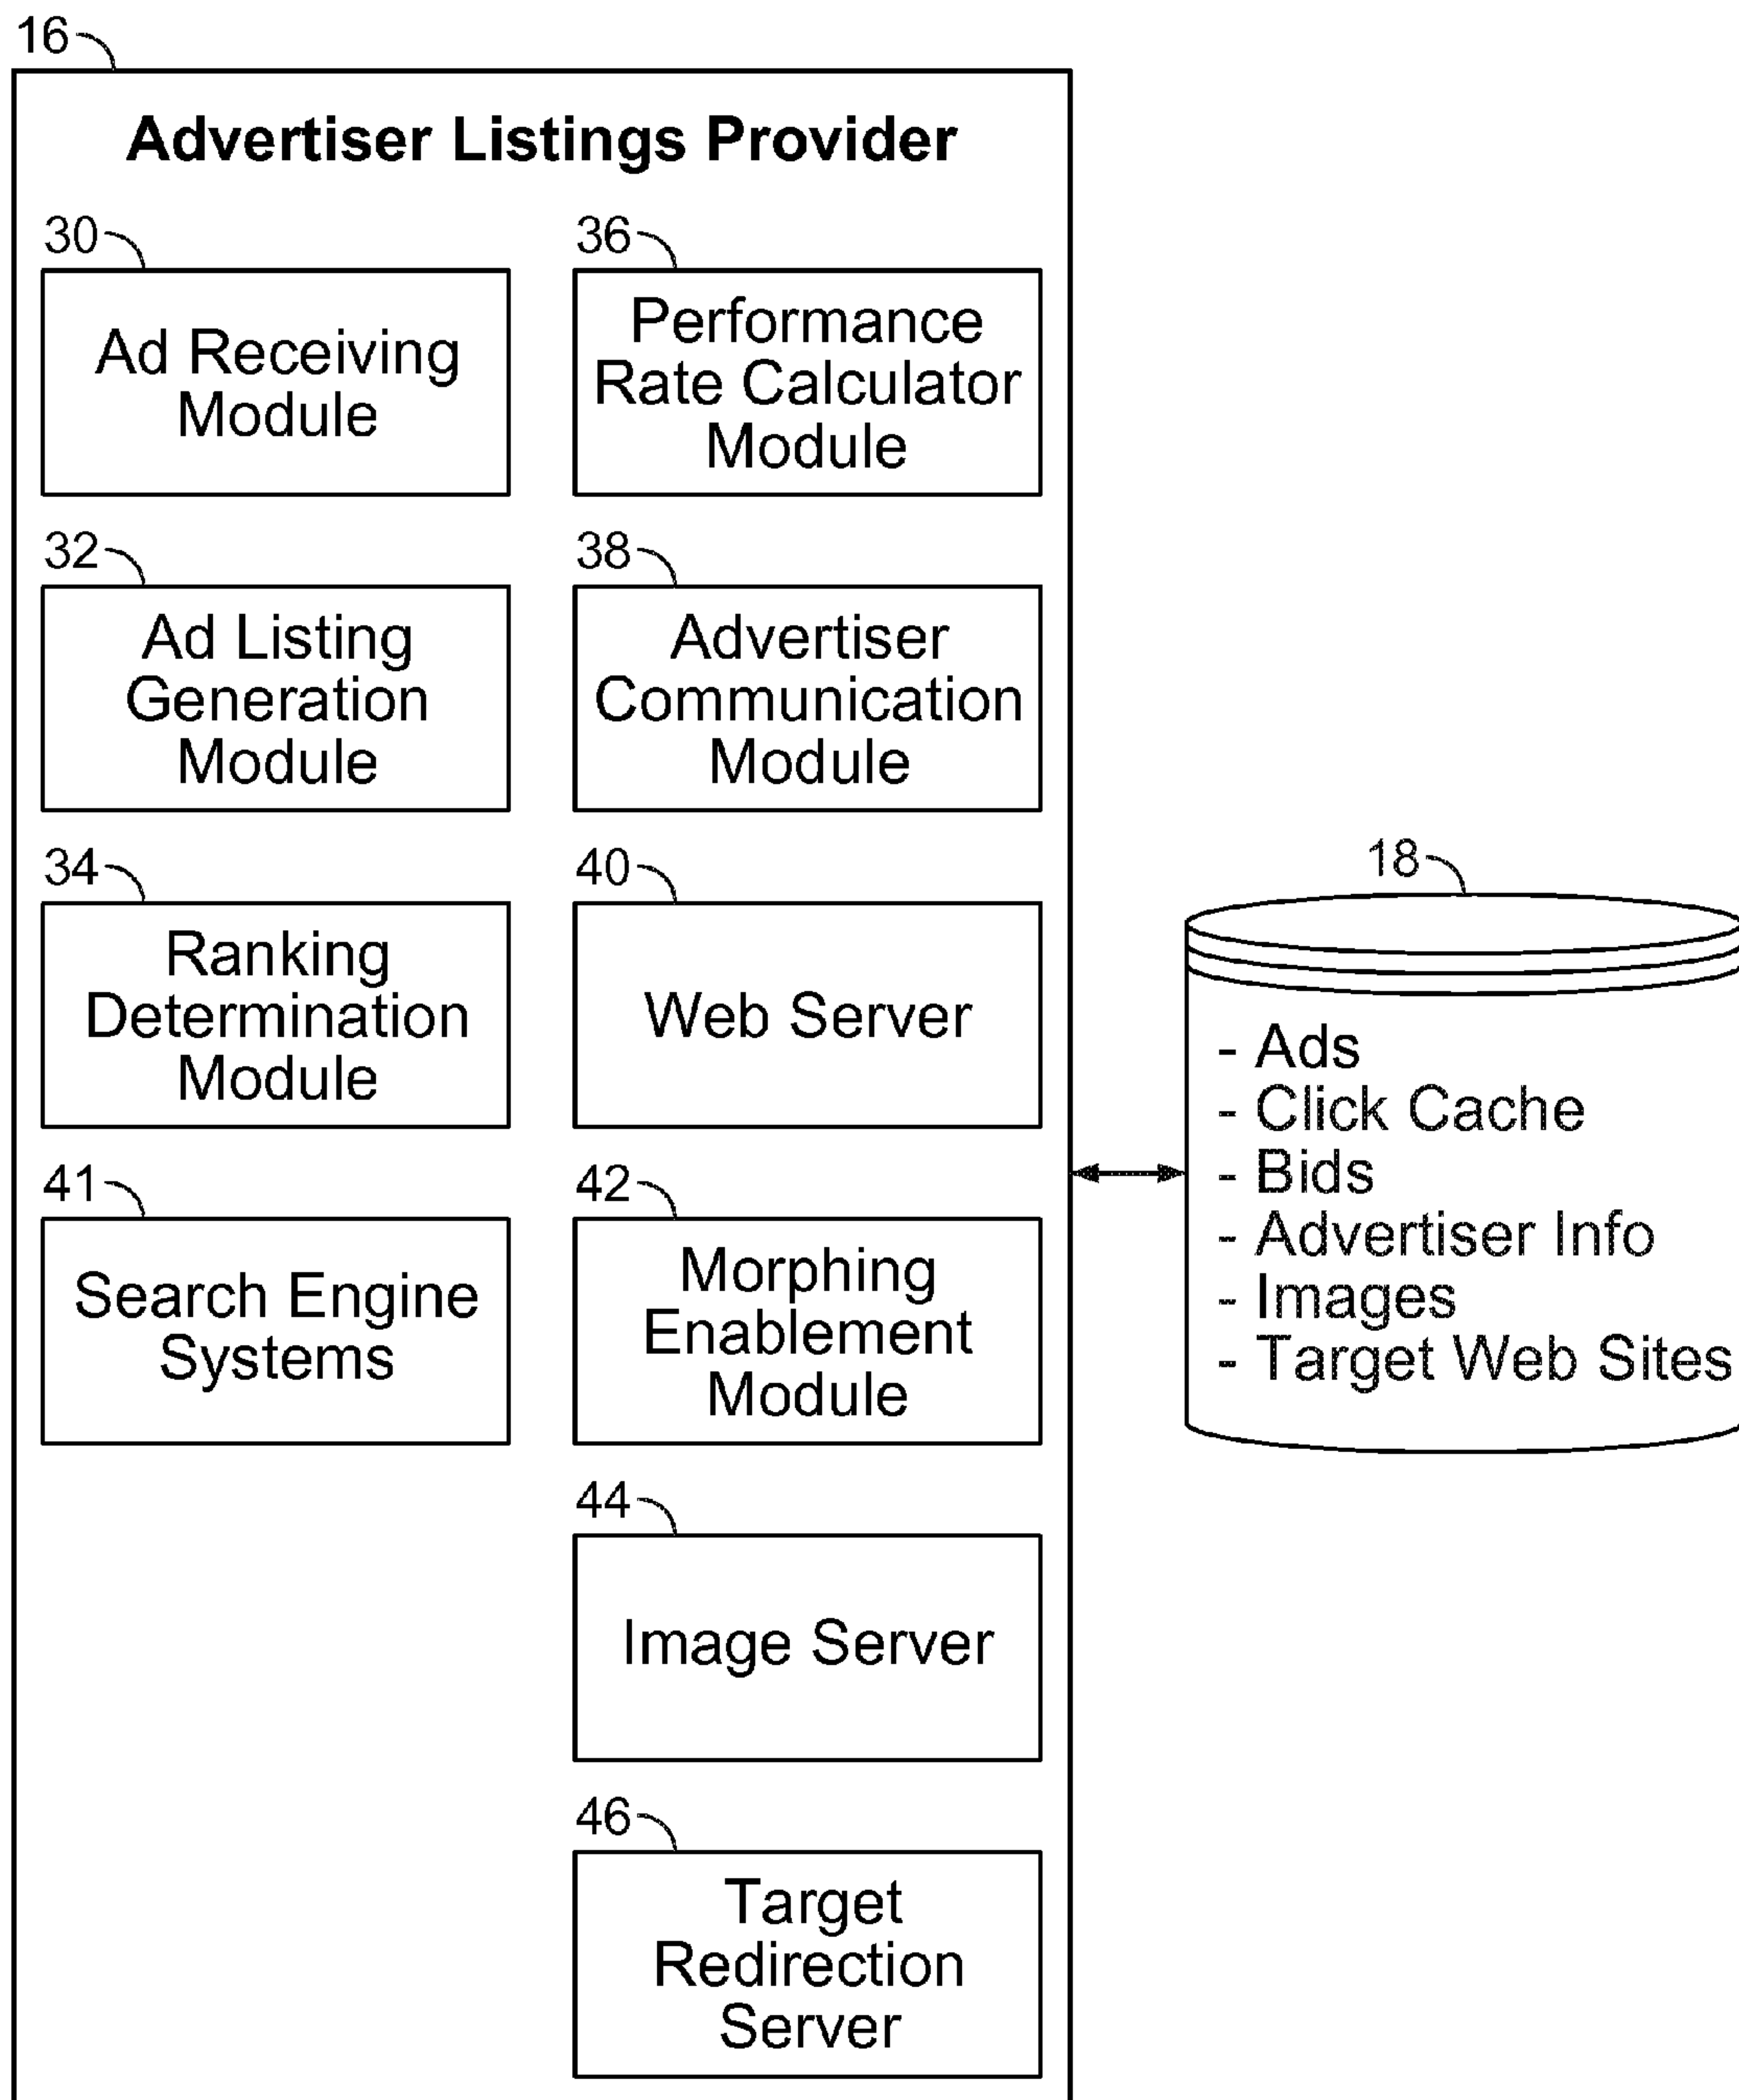 16
Advertiser Listings Provider
30
Ad Receiving
Module
36
Performance
Rate Calculator
Module
32
Ad Listing
Generation
Module
38
Advertiser
Communication
Module
34
Ranking
Determination
Module
40
Web Server
41
Search Engine
Systems
42
Morphing
Enablement
Module
44
Image Server
46
Target
Redirection
Server
18
- Ads
- Click Cache
- Bids
- Advertiser Info
- Images
- Target Web Sites